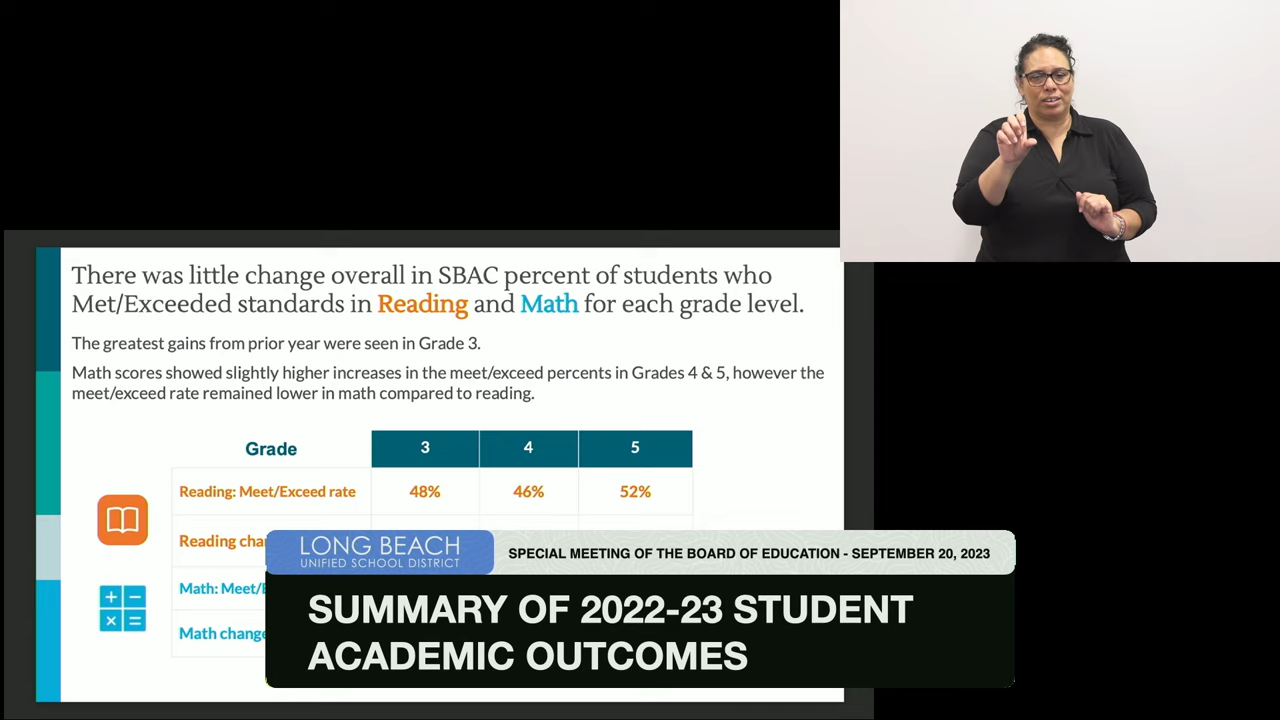 There was little change overall in SBAC percent of students who
Met/Exceeded standards in Reading and Math for each grade level.
The greatest gains from prior year were seen in Grade 3.
Math scores showed slightly higher increases in the meet/exceed percents in Grades 4 & 5, however the
meet/exceed rate remained lower in math compared to reading.
Grade 3 4 5
Reading: Meet/Exceed rate 48% 46% 52%
Reading
Math: Meet/
Math change
LONG BEACH
UNIFIED SCHOOL DISTRICT
SPECIAL MEETING OF THE BOARD OF EDUCATION - SEPTEMBER 20, 2023
SUMMARY OF 2022-23 STUDENT
ACADEMIC OUTCOMES